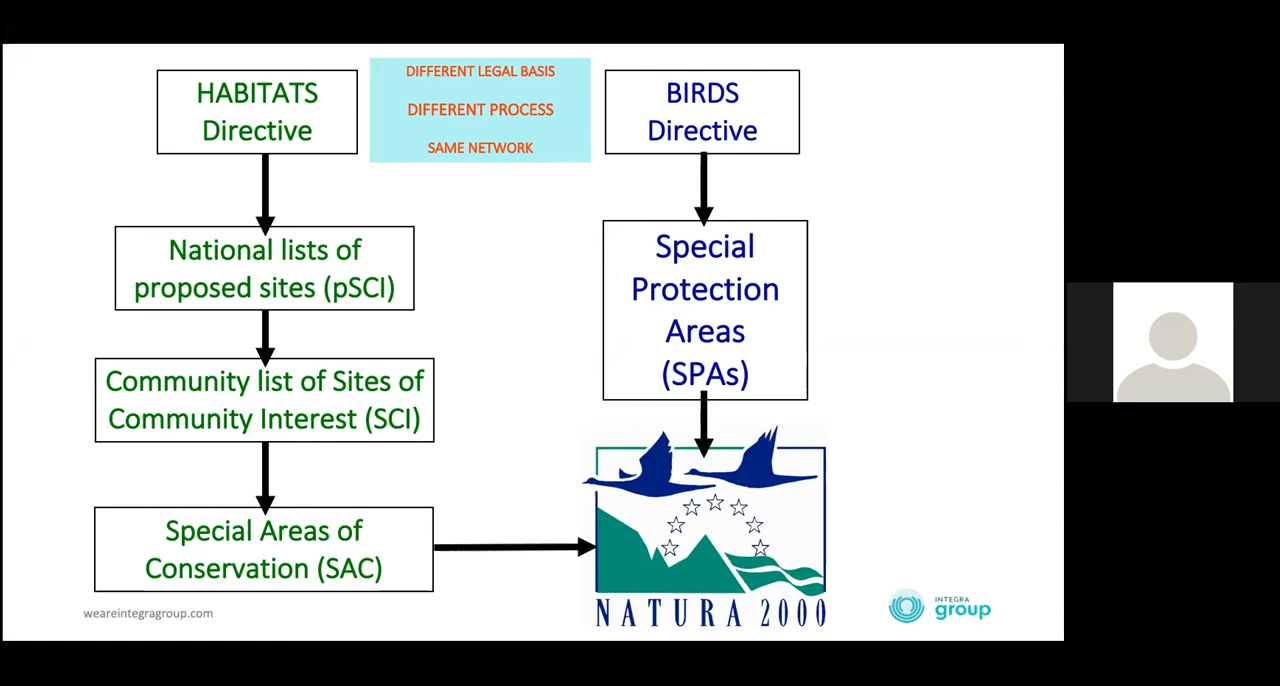 HABITATS
Directive
DIFFERENT LEGAL BASIS
DIFFERENT PROCESS
SAME NETWORK
BIRDS
Directive
National lists of
proposed sites (pSCI)
Community list of Sites of
Community Interest (SCI)
Special Areas of
Conservation (SAC)
Special
Protection
Areas
(SPAs)
NATURA 2000
weareintegragroup.com
INTEGRA
group